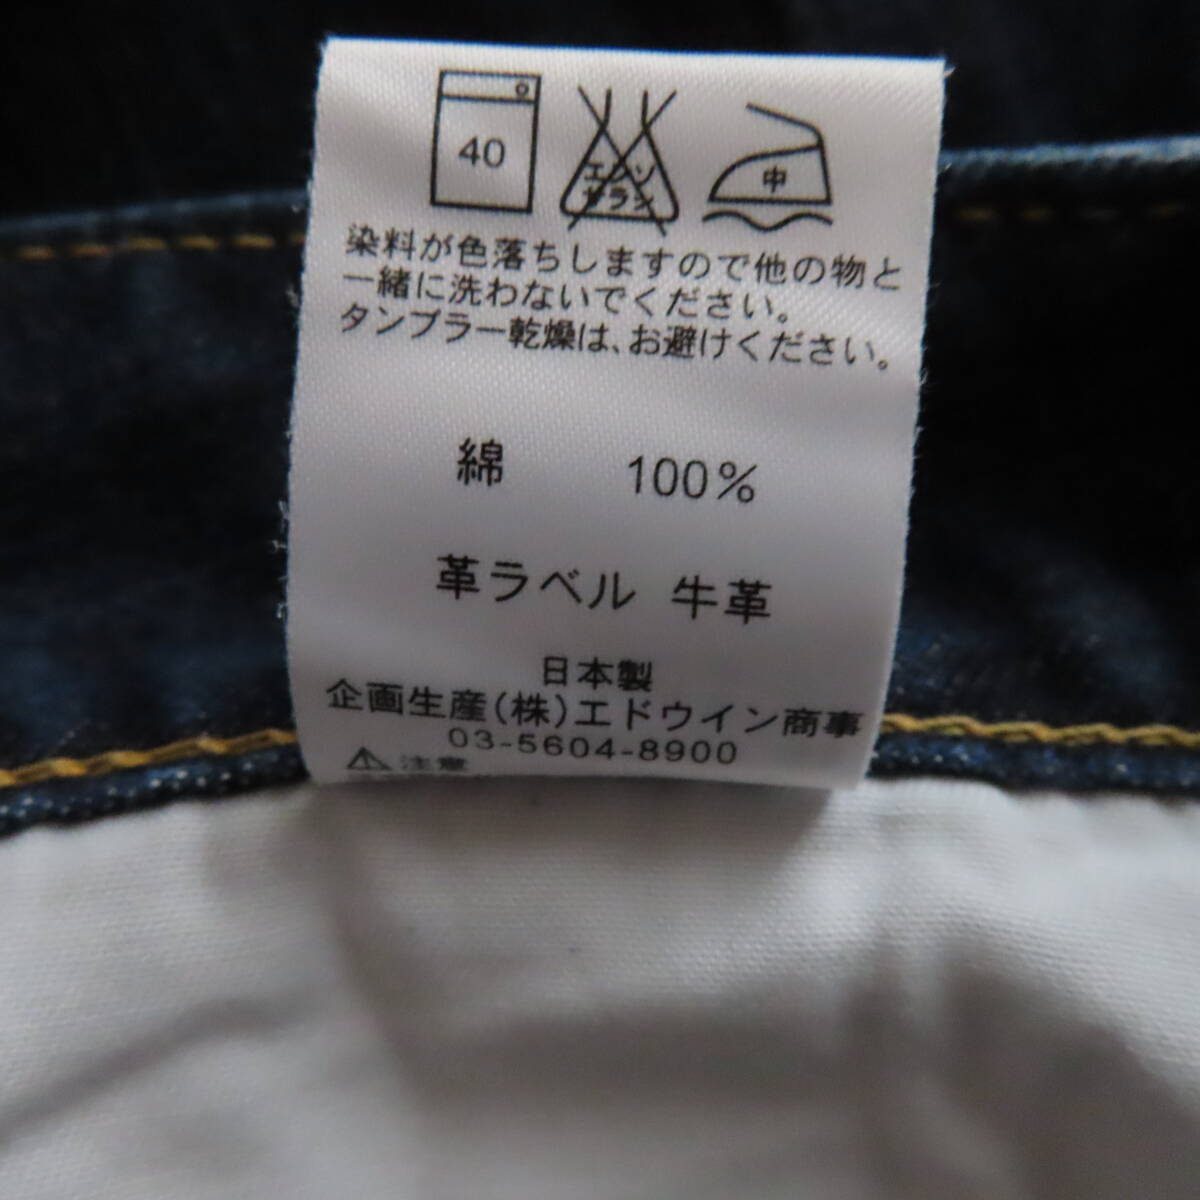 40
エンソ
サラシ
中
染料が色落ちしますので他の物と
一緒に洗わないでください。
タンブラー乾燥は、お避けください。
綿 100%
革ラベル 牛革
日本製
企画生産(株)エドウイン商事
03-5604-8900
注意